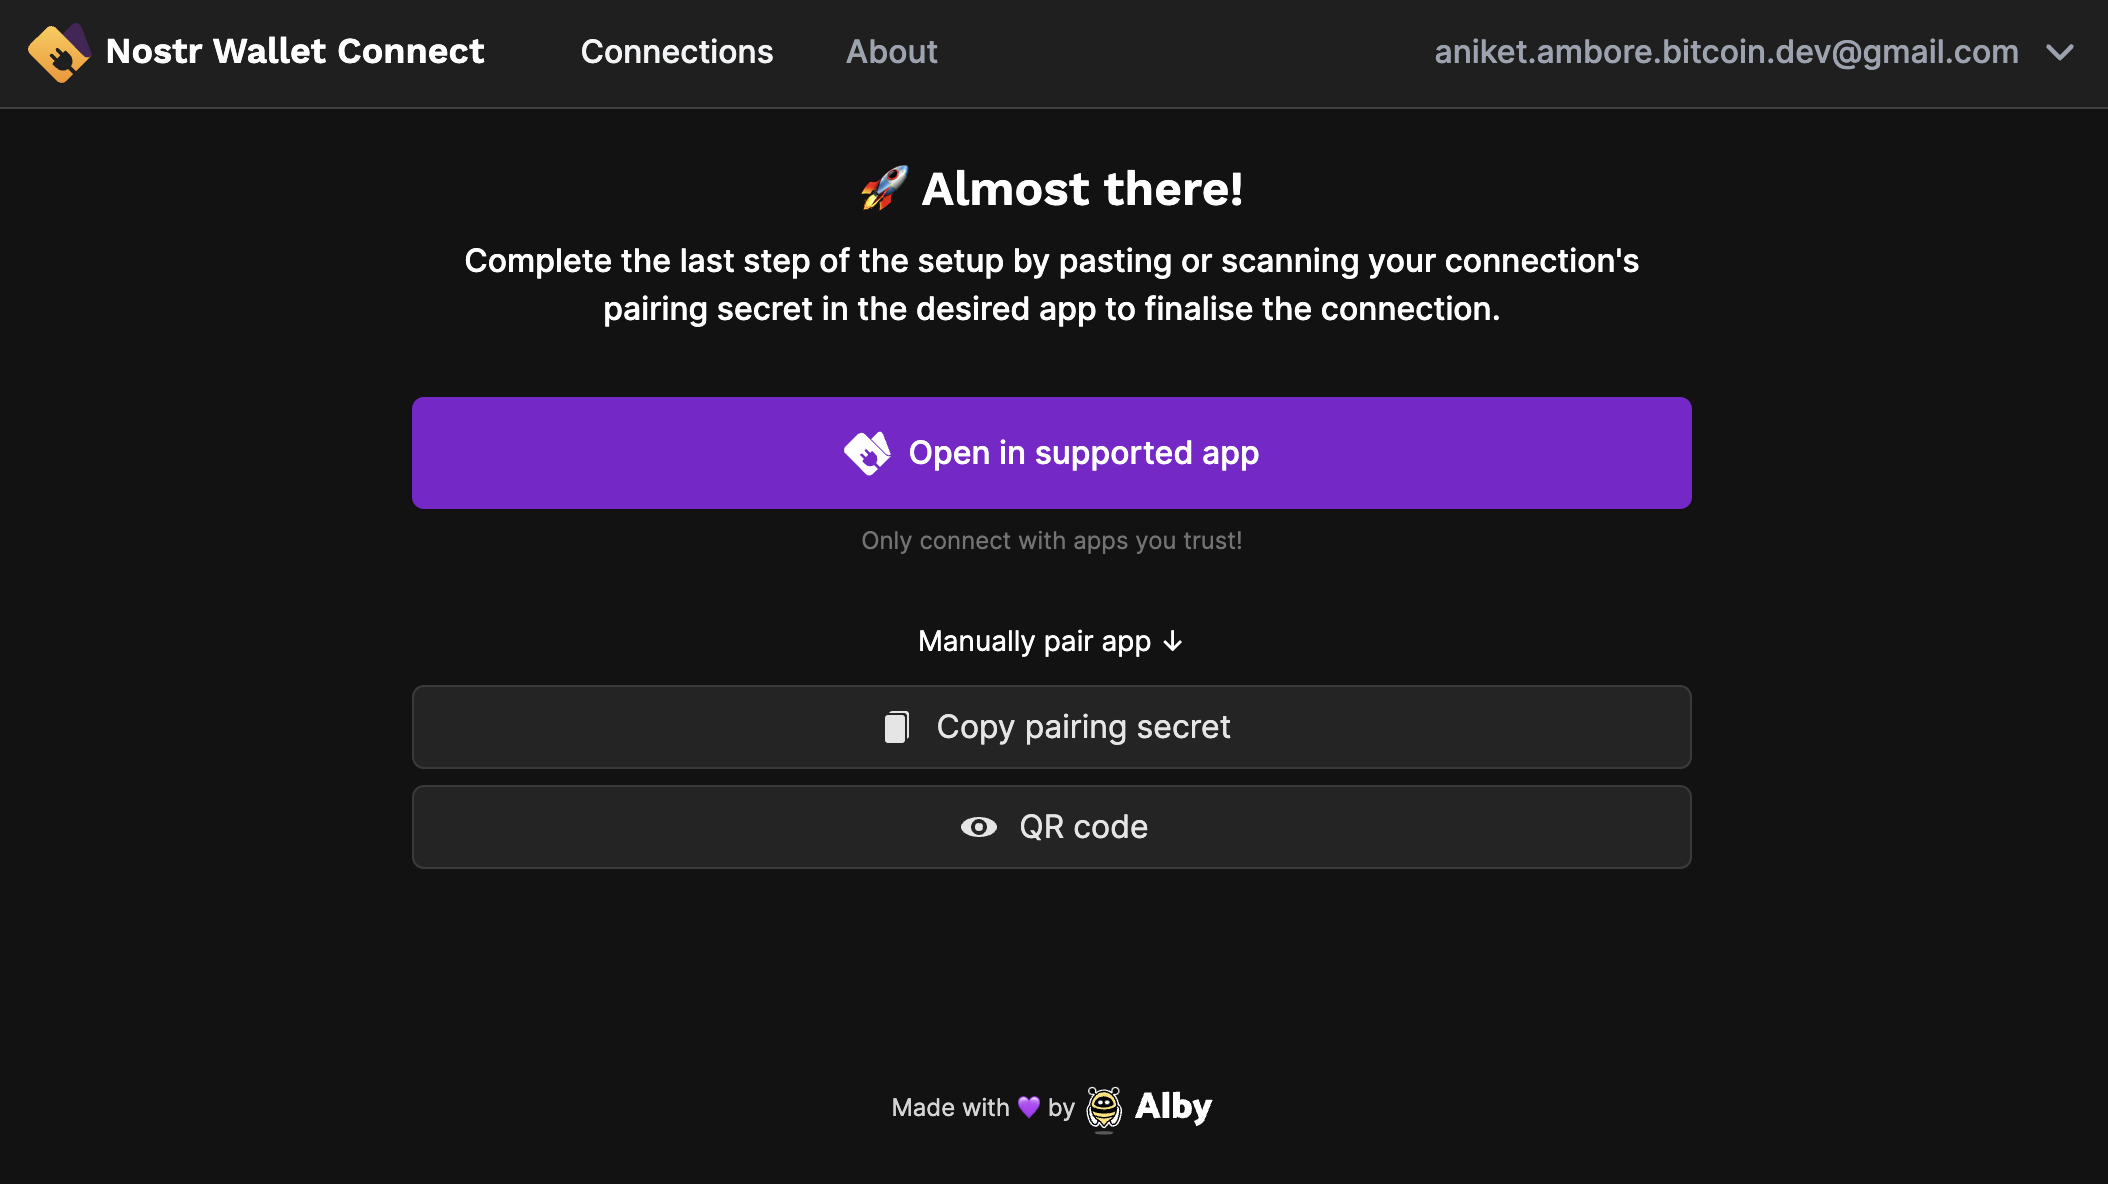 Nostr Wallet Connect
Connections
About
aniket.ambore.bitcoin.dev@gmail.com
🚀 Almost there!
Complete the last step of the setup by pasting or scanning your connection's
pairing secret in the desired app to finalise the connection.
Open in supported app
Only connect with apps you trust!
Manually pair app ↓
Copy pairing secret
QR code
Made with 💜 by Alby